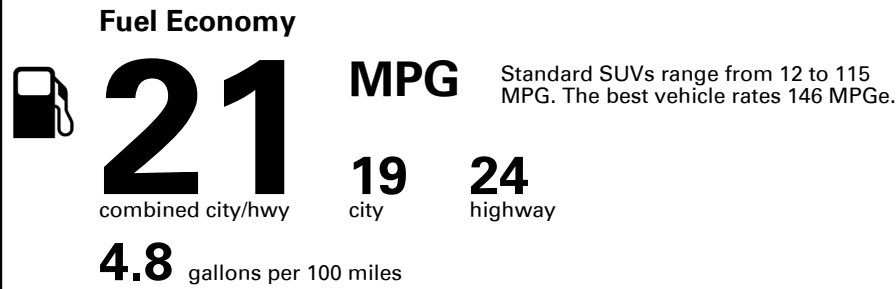 Fuel Economy
21 MPG
Standard SUVs range from 12 to 115
MPG. The best vehicle rates 146 MPGe.
19 24
combined city/hwy city highway
4.8 gallons per 100 miles